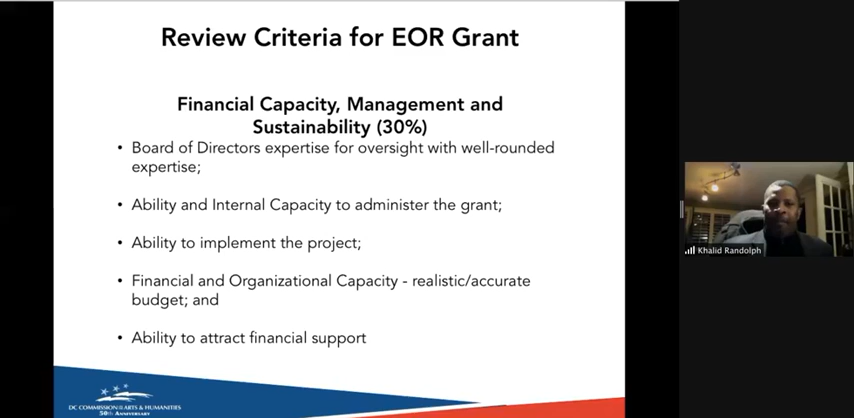 Review Criteria for EOR Grant
Financial Capacity, Management and
Sustainability (30%)
• Board of Directors expertise for oversight with well-rounded
expertise;
• Ability and Internal Capacity to administer the grant;
• Ability to implement the project;
• Financial and Organizational Capacity - realistic/accurate
budget; and
• Ability to attract financial support
DC COMMISSION ON THE ARTS & HUMANITIES
50TH ANNIVERSARY
Khalid Randolph